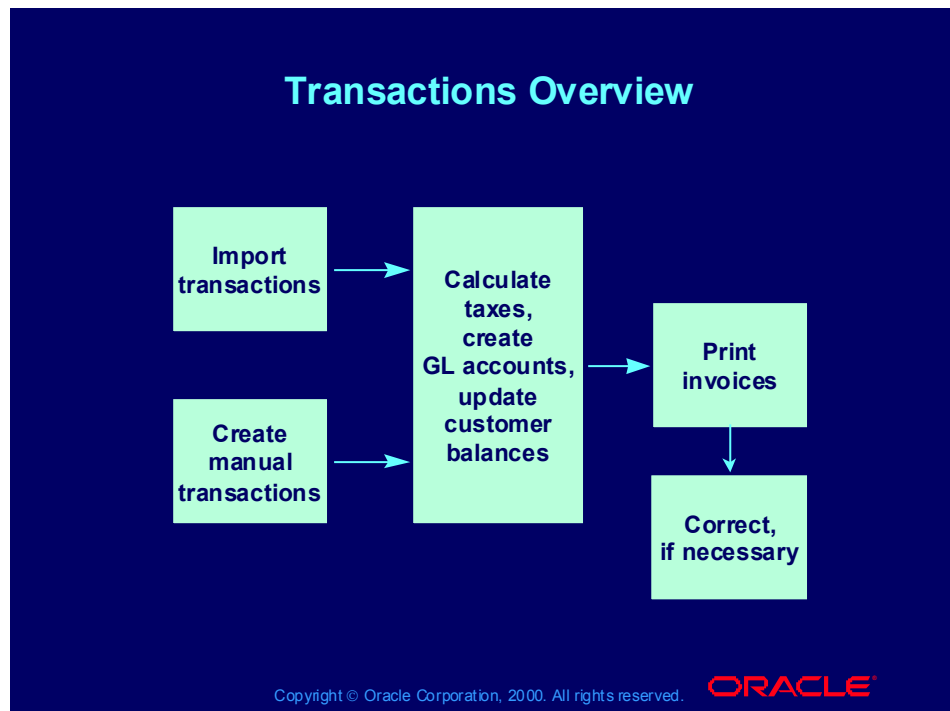 Transactions Overview
Import
transactions
Create
manual
transactions
Calculate
taxes,
create
GL accounts,
update
customer
balances
Print
invoices
Correct,
if necessary
Copyright © Oracle Corporation, 2000. All rights reserved.
ORACLE®